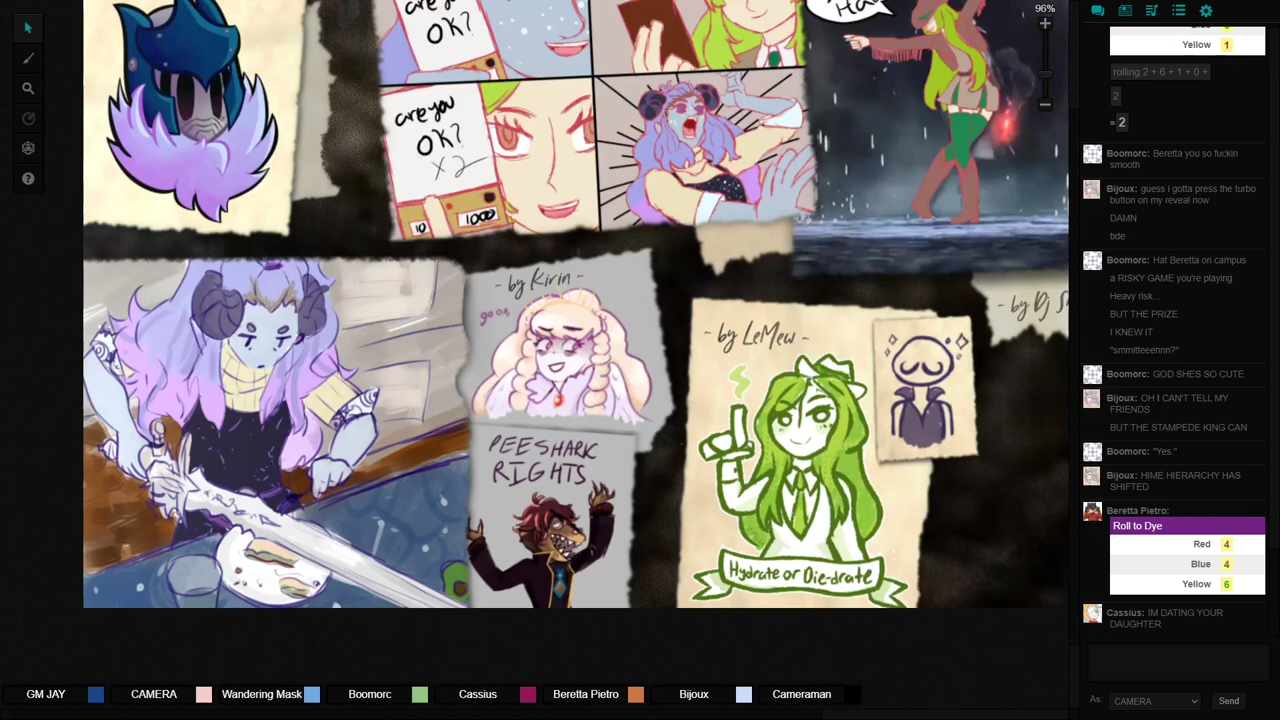 are you
OK?
Ha
96%
are you
OK?
X2
10
1000
- by Kirin -
go on,
PEESHARK
RIGHTS
- by LeMew -
Hydrate or Die-drate
- by Dj
Blue
Yellow 1
rolling 2 + 6 + 1 + 0 +
2
= 2
Boomorc: Beretta you so fuckin
smooth
Bijoux: guess i gotta press the turbo
button on my reveal now
DAMN
bde
Boomorc: Hat Beretta on campus
a RISKY GAME you're playing
Heavy risk...
BUT THE PRIZE
I KNEW IT
"smmitteeennn?"
Boomorc: GOD SHES SO CUTE
Bijoux: OH I CAN'T TELL MY
FRIENDS
BUT THE STAMPEDE KING CAN
Boomorc: "Yes."
Bijoux: HIME HIERARCHY HAS
SHIFTED
Beretta Pietro:
Roll to Dye
Red 4
Blue 4
Yellow 6
Cassius: IM DATING YOUR
DAUGHTER
As: CAMERA Send
GM JAY CAMERA Wandering Mask Boomorc Cassius Beretta Pietro Bijoux Cameraman